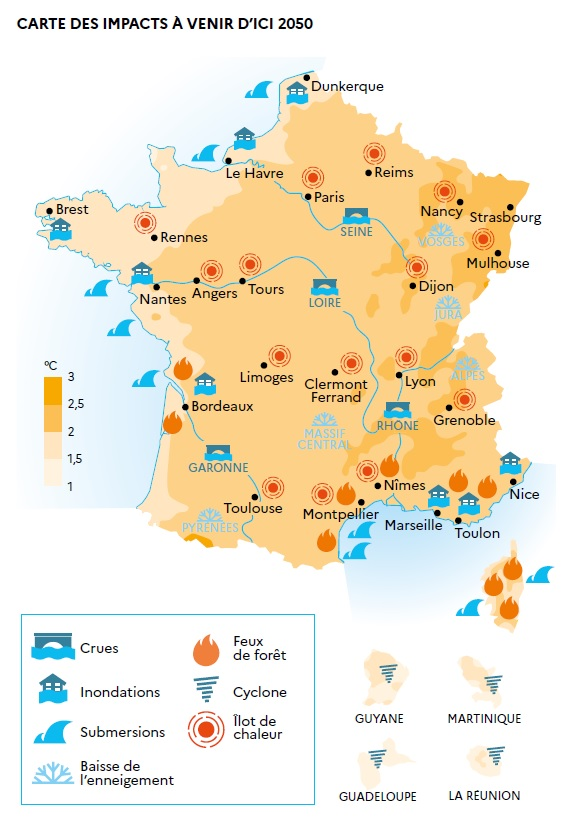 CARTE DES IMPACTS À VENIR D'ICI 2050
Dunkerque
Le Havre
Reims
Paris
Nancy
Strasbourg
Brest
Rennes
SEINE
VOSGES
Mulhouse
Nantes
Angers
Tours
Dijon
LOIRE
JURA
°C
3
2,5
2
1,5
1
Limoges
Clermont
Ferrand
Lyon
ALPES
Bordeaux
Grenoble
RHÔNE
MASSIF
CENTRAL
GARONNE
Nîmes
Nice
Toulouse
Montpellier
Marseille
Toulon
PYRÉNÉES
Crues
Inondations
Submersions
Baisse de
l'enneigement
Feux
de forêt
Cyclone
Îlot de
chaleur
GUYANE
MARTINIQUE
GUADELOUPE
LA RÉUNION